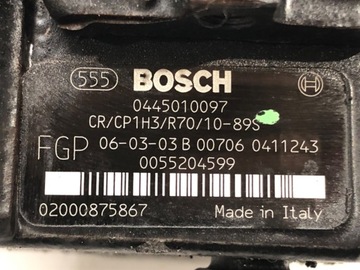 555 BOSCH
0445010097
CR/CP1H3/R70/10-89S
FGP 06-03-03 B 00706 0411243
0055204599
02000875867 Made in Italy